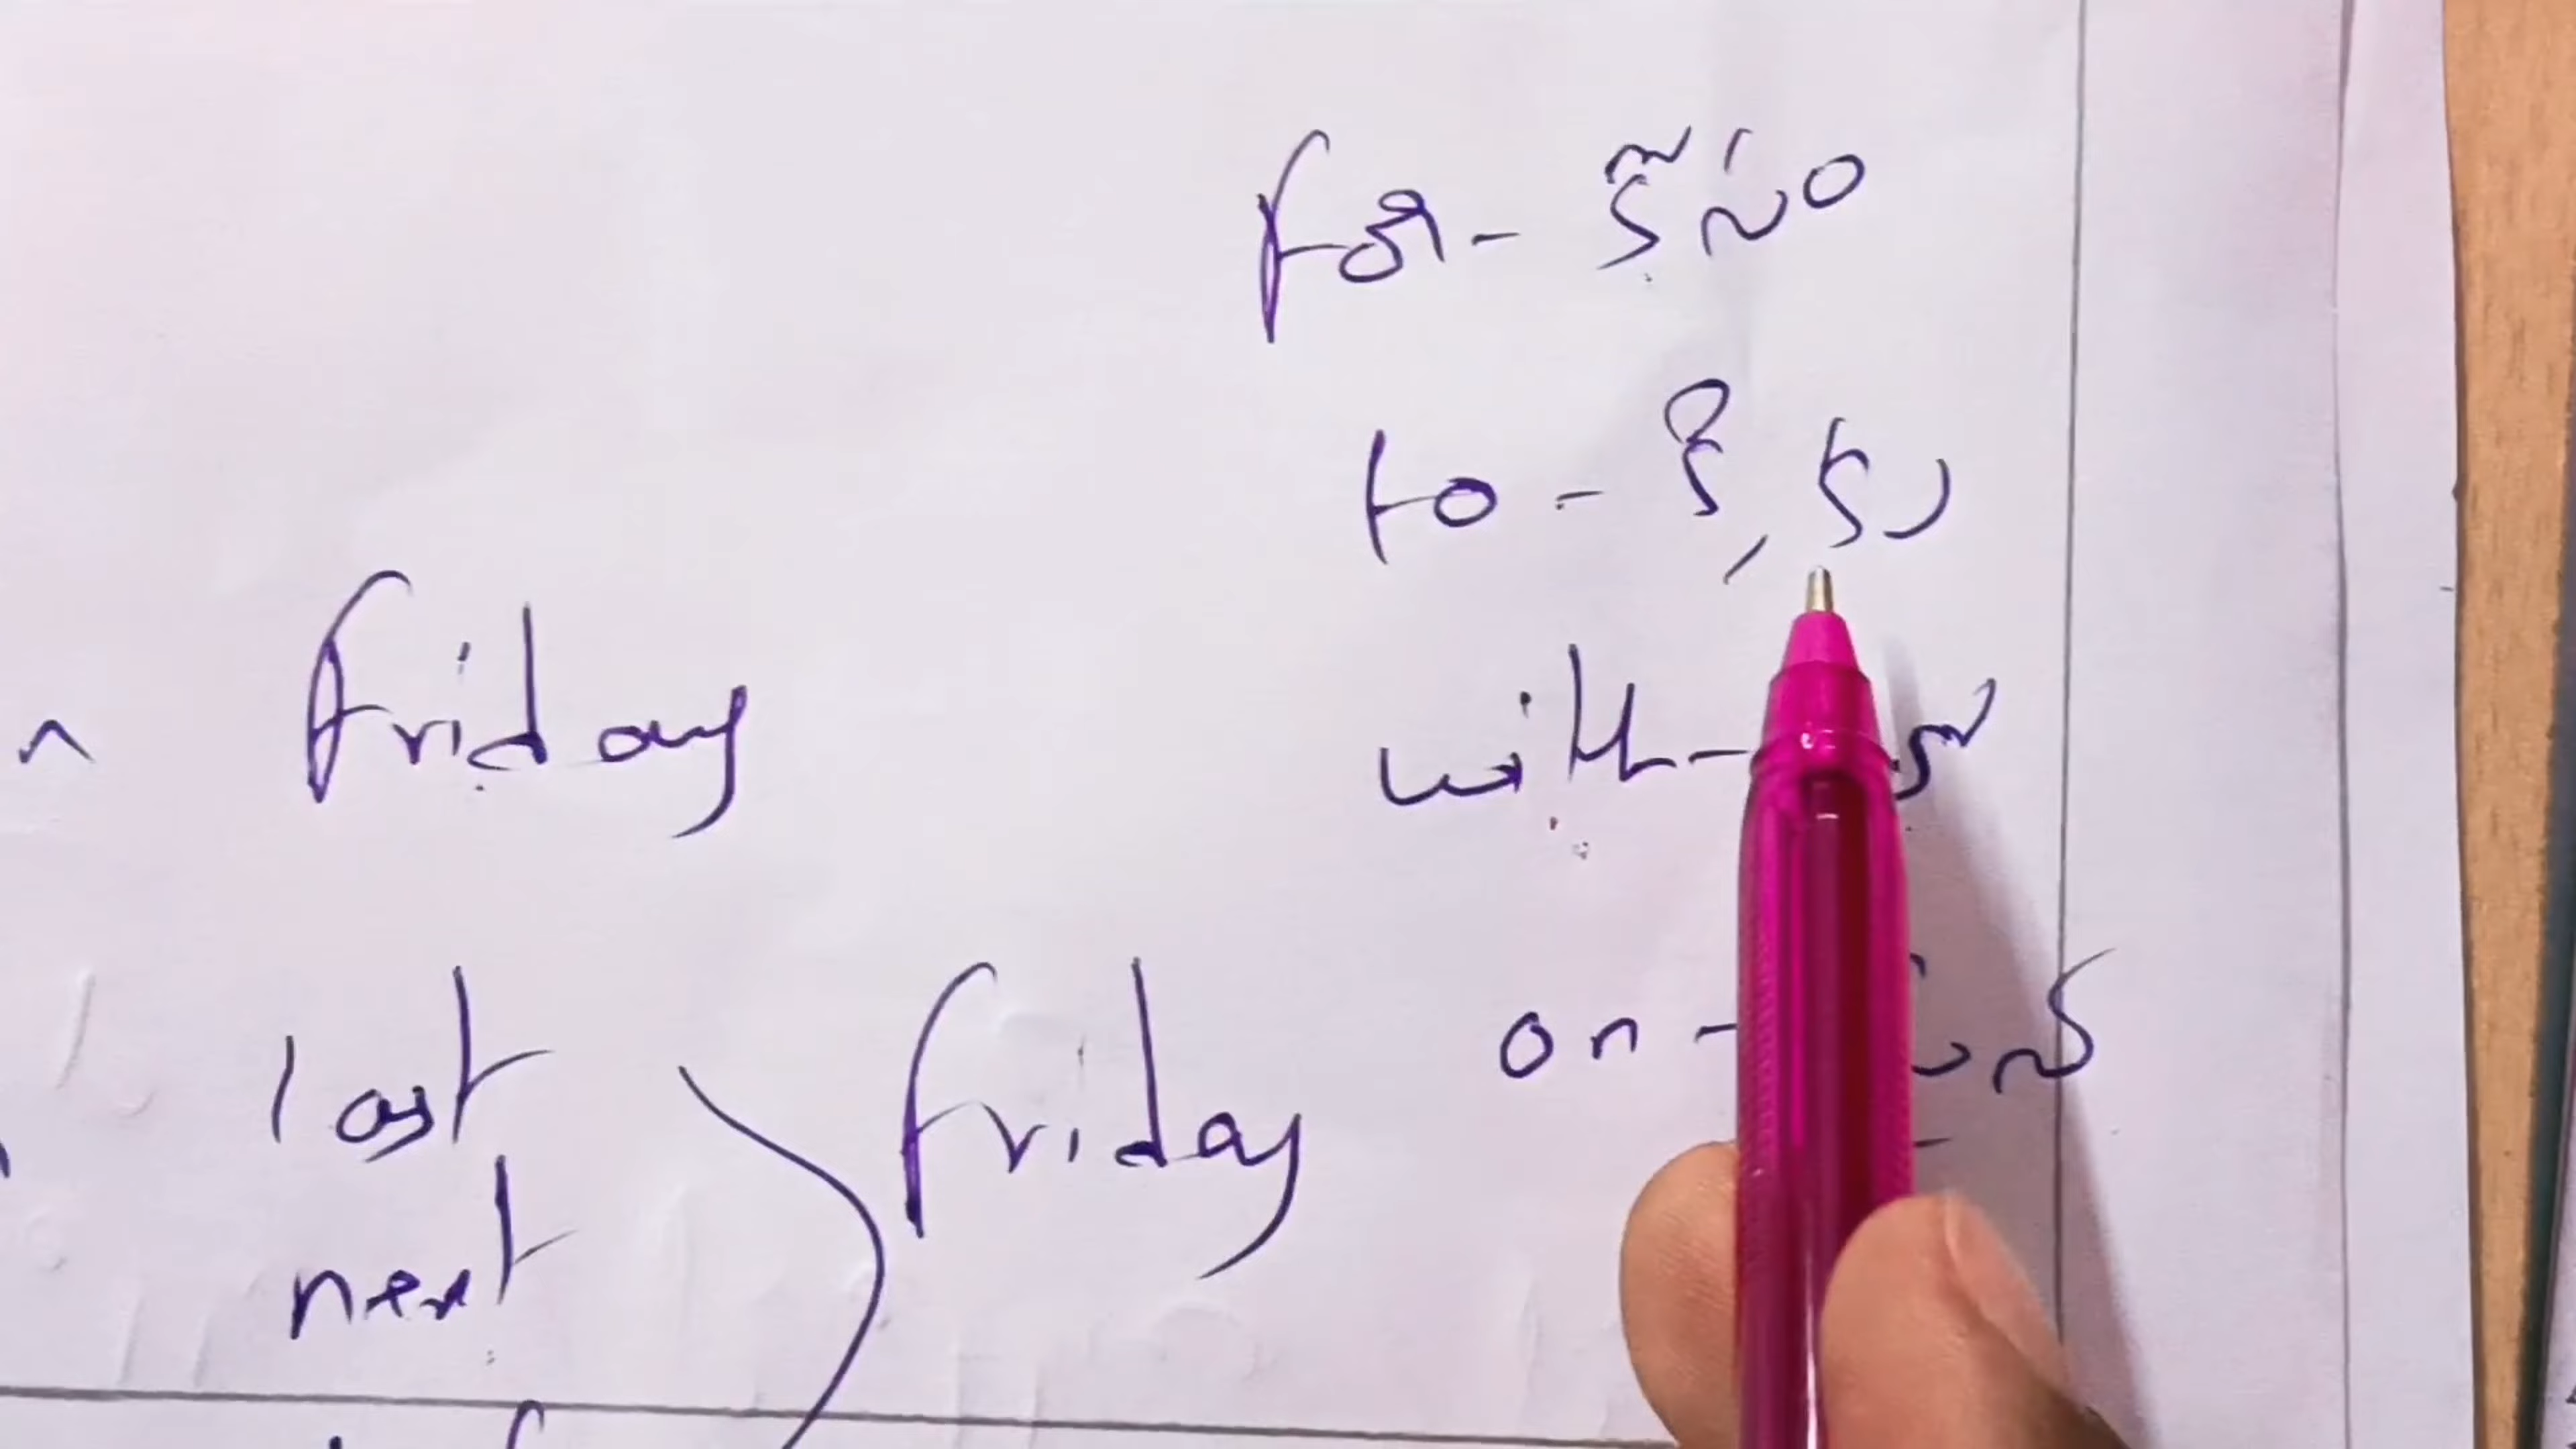 for - కోసం
to - కి, కు
Friday
with -
on -
last
Friday
next